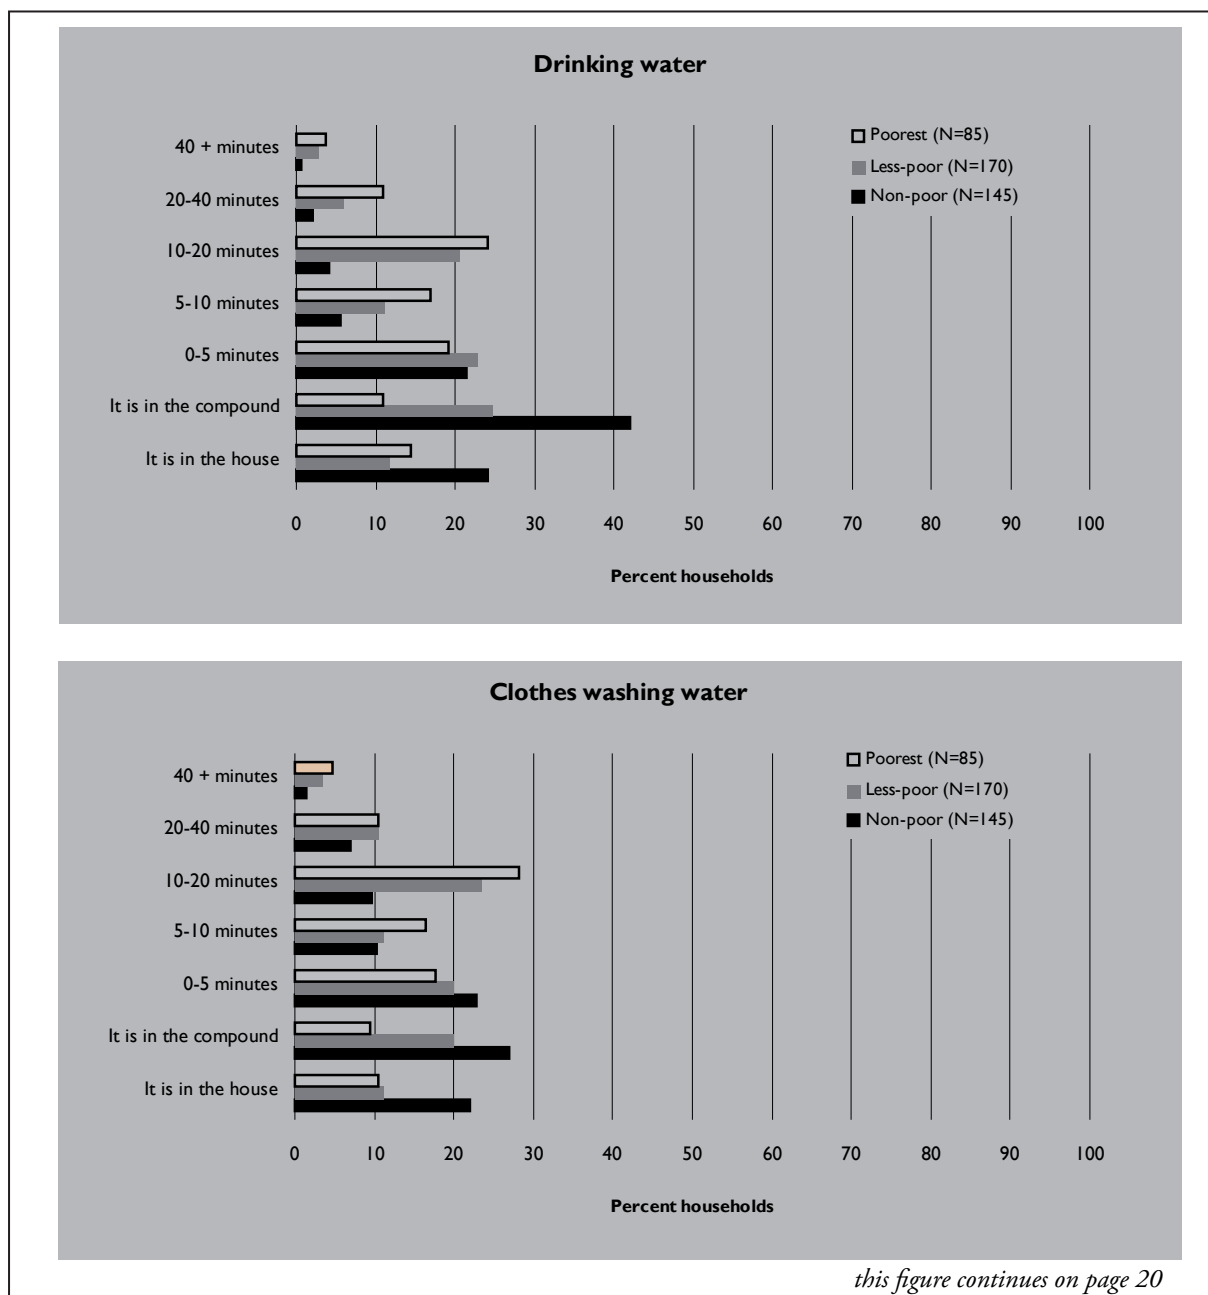 Drinking water
Poorest (N=85)
Less-poor (N=170)
Non-poor (N=145)
40 + minutes
20-40 minutes
10-20 minutes
5-10 minutes
0-5 minutes
It is in the compound
It is in the house
0 10 20 30 40 50 60 70 80 90 100
Percent households
Clothes washing water
Poorest (N=85)
Less-poor (N=170)
Non-poor (N=145)
40 + minutes
20-40 minutes
10-20 minutes
5-10 minutes
0-5 minutes
It is in the compound
It is in the house
0 10 20 30 40 50 60 70 80 90 100
Percent households
this figure continues on page 20